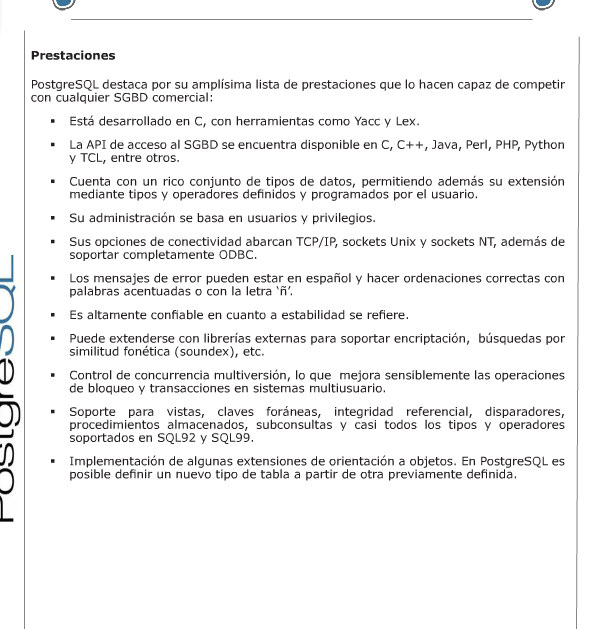 Prestaciones
PostgreSQL destaca por su amplísima lista de prestaciones que lo hacen capaz de competir
con cualquier SGBD comercial:
▪ Está desarrollado en C, con herramientas como Yacc y Lex.
▪ La API de acceso al SGBD se encuentra disponible en C, C++, Java, Perl, PHP, Python
y TCL, entre otros.
▪ Cuenta con un rico conjunto de tipos de datos, permitiendo además su extensión
mediante tipos y operadores definidos y programados por el usuario.
▪ Su administración se basa en usuarios y privilegios.
▪ Sus opciones de conectividad abarcan TCP/IP, sockets Unix y sockets NT, además de
soportar completamente ODBC.
▪ Los mensajes de error pueden estar en español y hacer ordenaciones correctas con
palabras acentuadas o con la letra ‘ñ’.
▪ Es altamente confiable en cuanto a estabilidad se refiere.
▪ Puede extenderse con librerías externas para soportar encriptación, búsquedas por
similitud fonética (soundex), etc.
▪ Control de concurrencia multiversión, lo que mejora sensiblemente las operaciones
de bloqueo y transacciones en sistemas multiusuario.
▪ Soporte para vistas, claves foráneas, integridad referencial, disparadores,
procedimientos almacenados, subconsultas y casi todos los tipos y operadores
soportados en SQL92 y SQL99.
▪ Implementación de algunas extensiones de orientación a objetos. En PostgreSQL es
posible definir un nuevo tipo de tabla a partir de otra previamente definida.
PostgreSQL